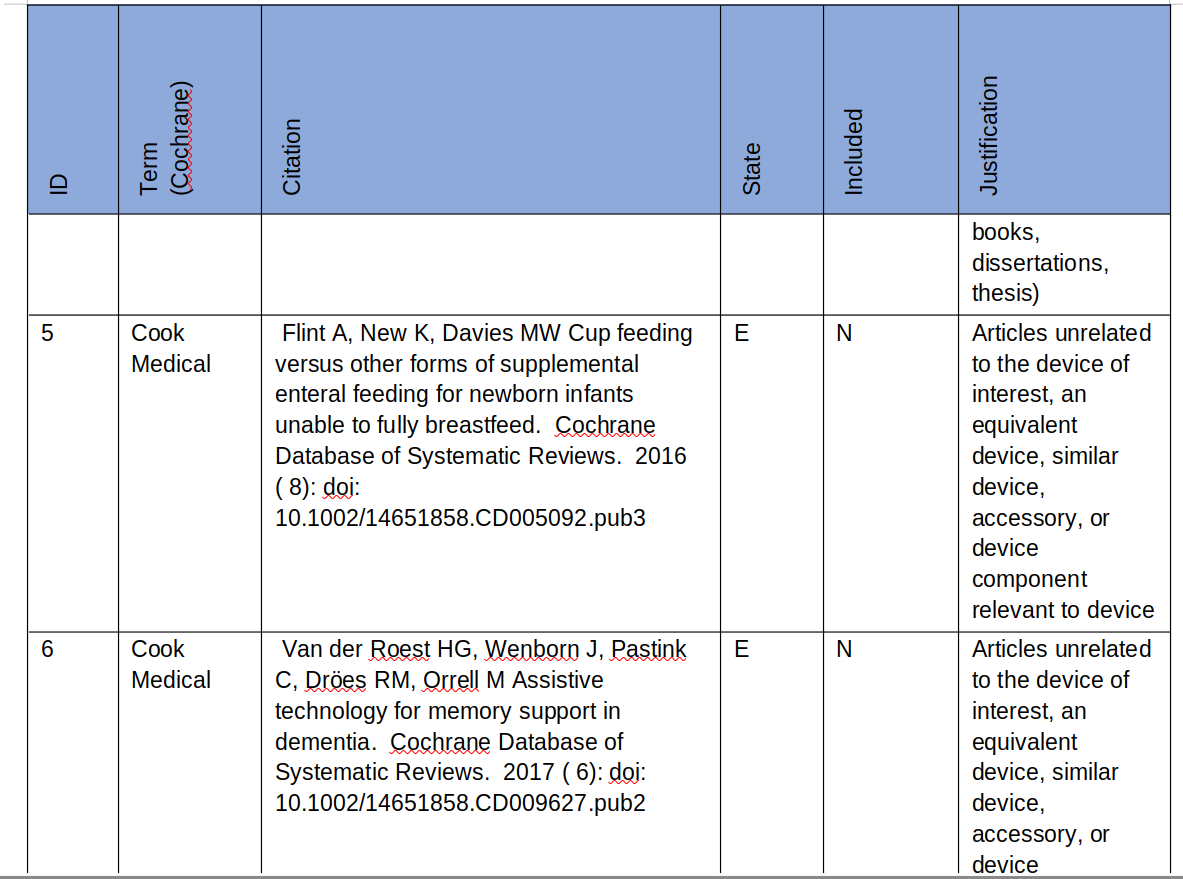 ID
Term
(Cochrane)
Citation
State
Included
Justification
books,
dissertations,
thesis)
5
Cook
Medical
Flint A, New K, Davies MW Cup feeding
versus other forms of supplemental
enteral feeding for newborn infants
unable to fully breastfeed.  Cochrane
Database of Systematic Reviews.  2016
( 8): doi:
10.1002/14651858.CD005092.pub3
E
N
Articles unrelated
to the device of
interest, an
equivalent
device, similar
device,
accessory, or
device
component
relevant to device
6
Cook
Medical
Van der Roest HG, Wenborn J, Pastink
C, Dröes RM, Orrell M Assistive
technology for memory support in
dementia.  Cochrane Database of
Systematic Reviews.  2017 ( 6): doi:
10.1002/14651858.CD009627.pub2
E
N
Articles unrelated
to the device of
interest, an
equivalent
device, similar
device,
accessory, or
device